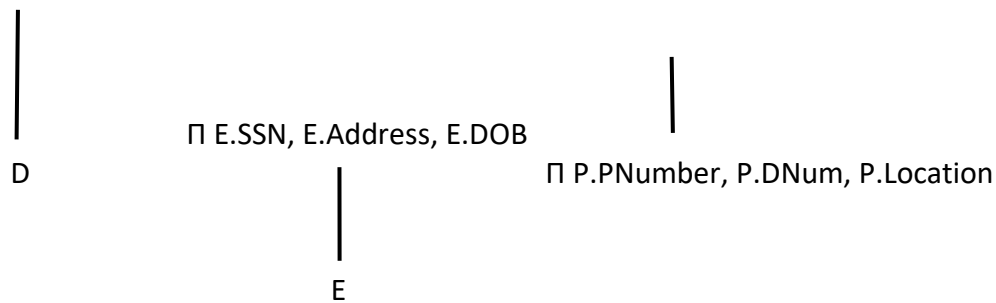 П E.SSN, E.Address, E.DOB
D
П P.PNumber, P.DNum, P.Location
E